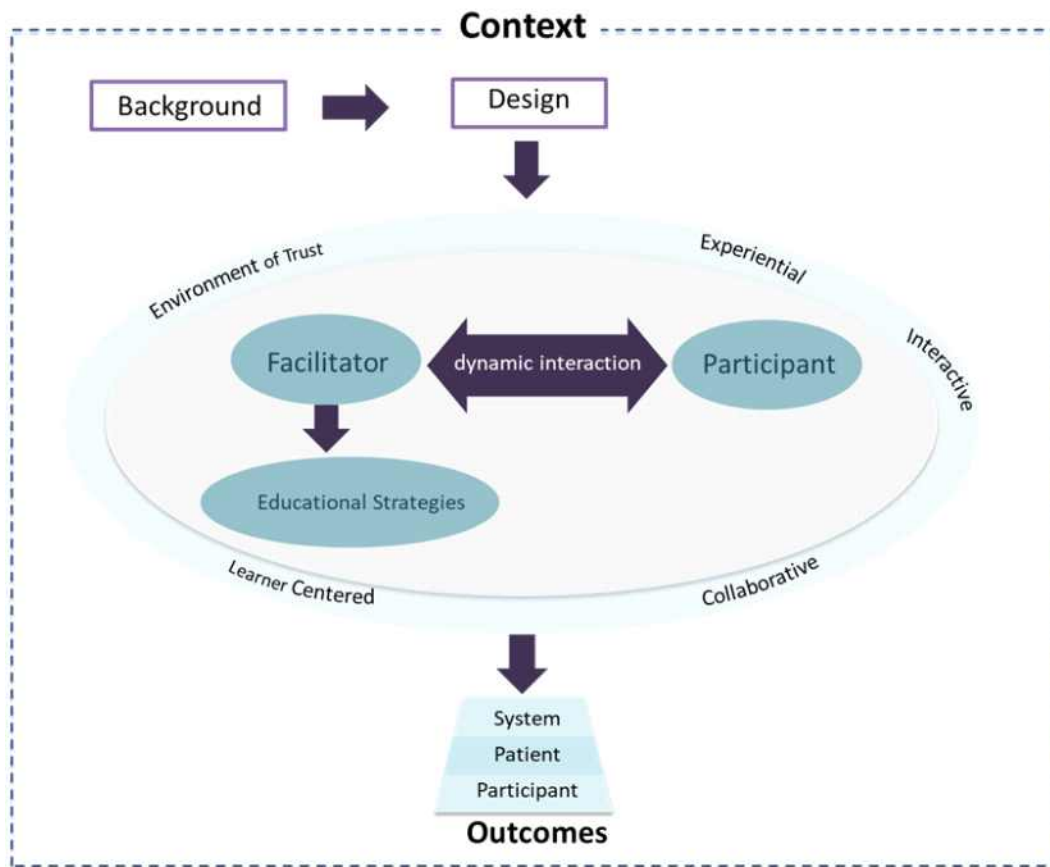 Context
Background
Design
Environment of Trust
Experiential
Interactive
Facilitator
dynamic interaction
Participant
Educational Strategies
Learner Centered
Collaborative
System
Patient
Participant
Outcomes